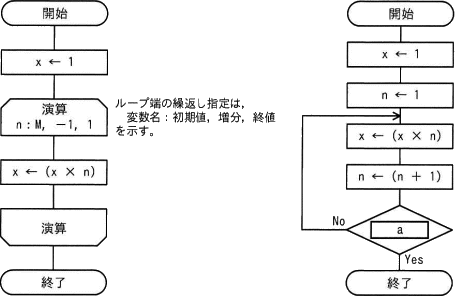 開始
x ← 1
演算
n：M, −1, 1
x ← (x × n)
演算
終了
ループ端の繰返し指定は，
変数名：初期値，増分，終値
を示す。
開始
x ← 1
n ← 1
x ← (x × n)
n ← (n + 1)
No
a
Yes
終了